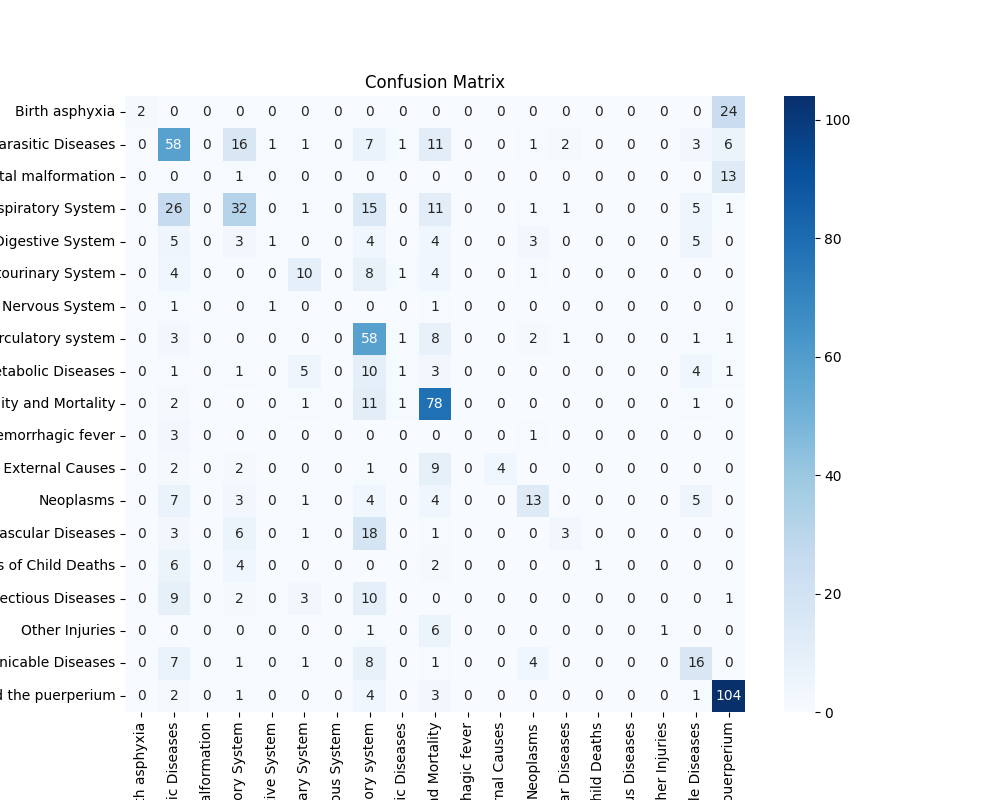 Confusion Matrix
Birth asphyxia 2 0 0 0 0 0 0 0 0 0 0 0 0 0 0 0 0 0 24
arasitic Diseases 0 58 0 16 1 1 0 7 1 11 0 0 1 2 0 0 0 3 6
tal malformation 0 0 0 1 0 0 0 0 0 0 0 0 0 0 0 0 0 0 13
spiratory System 0 26 0 32 0 1 0 15 0 11 0 0 1 1 0 0 0 5 1
Digestive System 0 5 0 3 1 0 0 4 0 4 0 0 3 0 0 0 0 5 0
tourinary System 0 4 0 0 0 10 0 8 1 4 0 0 1 0 0 0 0 0 0
Nervous System 0 1 0 0 1 0 0 0 0 1 0 0 0 0 0 0 0 0 0
rculatory system 0 3 0 0 0 0 0 58 1 8 0 0 2 1 0 0 0 1 1
etabolic Diseases 0 1 0 1 0 5 0 10 1 3 0 0 0 0 0 0 0 4 1
ity and Mortality 0 2 0 0 0 1 0 11 1 78 0 0 0 0 0 0 0 1 0
emorrhagic fever 0 3 0 0 0 0 0 0 0 0 0 0 1 0 0 0 0 0 0
External Causes 0 2 0 2 0 0 0 1 0 9 0 4 0 0 0 0 0 0 0
Neoplasms 0 7 0 3 0 1 0 4 0 4 0 0 13 0 0 0 0 5 0
ascular Diseases 0 3 0 6 0 1 0 18 0 1 0 0 0 3 0 0 0 0 0
s of Child Deaths 0 6 0 4 0 0 0 0 0 2 0 0 0 0 1 0 0 0 0
ectious Diseases 0 9 0 2 0 3 0 10 0 0 0 0 0 0 0 0 0 0 1
Other Injuries 0 0 0 0 0 0 0 1 0 6 0 0 0 0 0 0 1 0 0
nicable Diseases 0 7 0 1 0 1 0 8 0 1 0 0 4 0 0 0 0 16 0
d the puerperium 0 2 0 1 0 0 0 4 0 3 0 0 0 0 0 0 0 1 104
th asphyxia
ic Diseases
alformation
ory System
ive System
ary System
ous System
ory system
ic Diseases
nd Mortality
hagic fever
rnal Causes
Neoplasms
ar Diseases
hild Deaths
us Diseases
her Injuries
le Diseases
puerperium
100
80
60
40
20
0